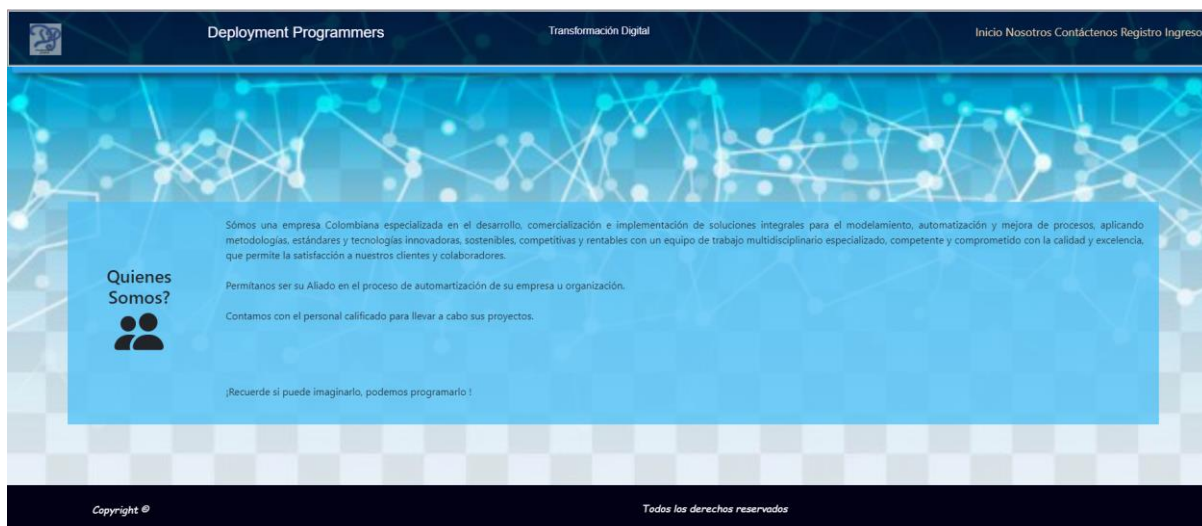 Deployment Programmers
Transformación Digital
Inicio Nosotros Contáctenos Registro Ingreso
Quienes
Somos?
Sómos una empresa Colombiana especializada en el desarrollo, comercialización e implementación de soluciones integrales para el modelamiento, automatización y mejora de procesos, aplicando
metodologías, estándares y tecnologías innovadoras, sostenibles, competitivas y rentables con un equipo de trabajo multidisciplinario especializado, competente y comprometido con la calidad y excelencia,
que permite la satisfacción a nuestros clientes y colaboradores.
Permítanos ser su Aliado en el proceso de automartización de su empresa u organización.
Contamos con el personal calificado para llevar a cabo sus proyectos.
¡Recuerde si puede imaginarlo, podemos programarlo !
Copyright ©
Todos los derechos reservados